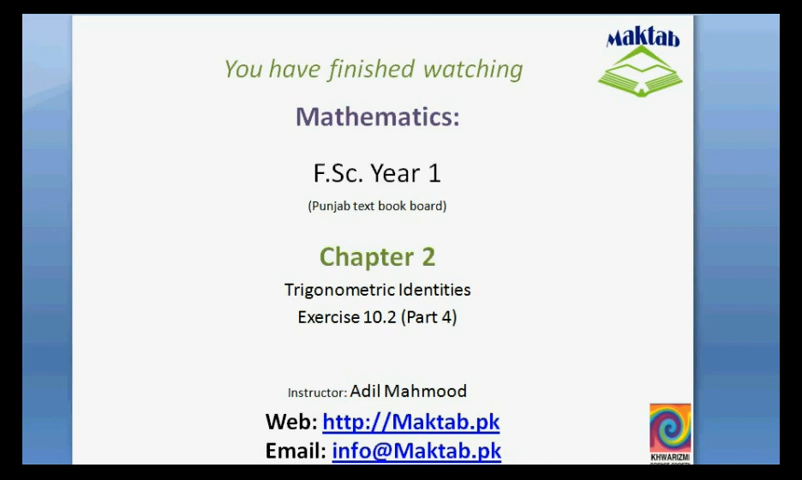 Maktab
You have finished watching
Mathematics:
F.Sc. Year 1
(Punjab text book board)
Chapter 2
Trigonometric Identities
Exercise 10.2 (Part 4)
Instructor: Adil Mahmood
Web: http://Maktab.pk
Email: info@Maktab.pk
KHWARIZMI